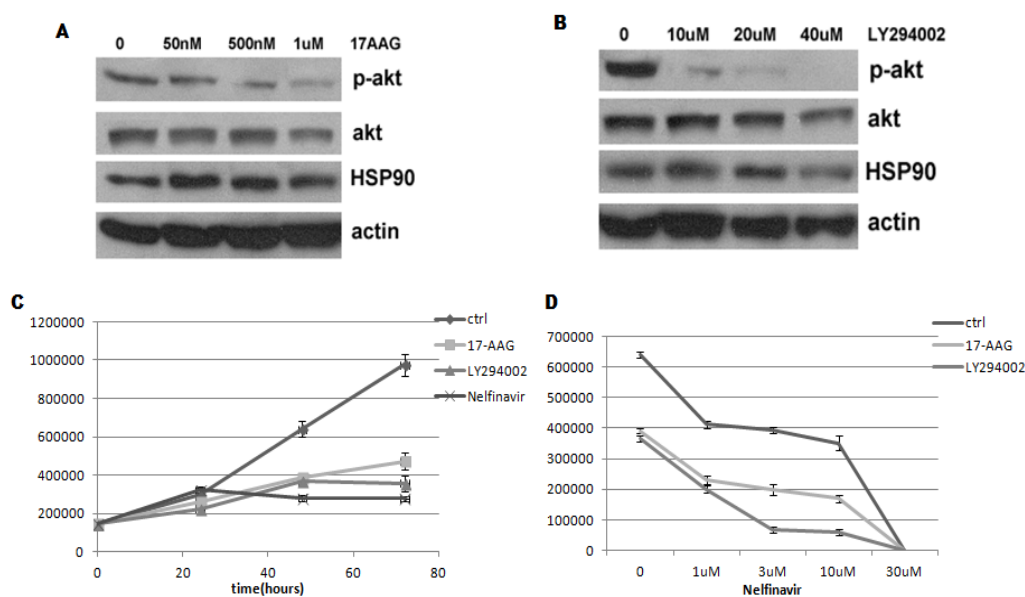 A
0 50nM 500nM 1uM 17AAG
p-akt
akt
HSP90
actin
B
0 10uM 20uM 40uM LY294002
p-akt
akt
HSP90
actin
C
ctrl
17-AAG
LY294002
Nelfinavir
1200000
1000000
800000
600000
400000
200000
0
0 20 40 60 80
time(hours)
D
ctrl
17-AAG
LY294002
700000
600000
500000
400000
300000
200000
100000
0
0 1uM 3uM 10uM 30uM
Nelfinavir